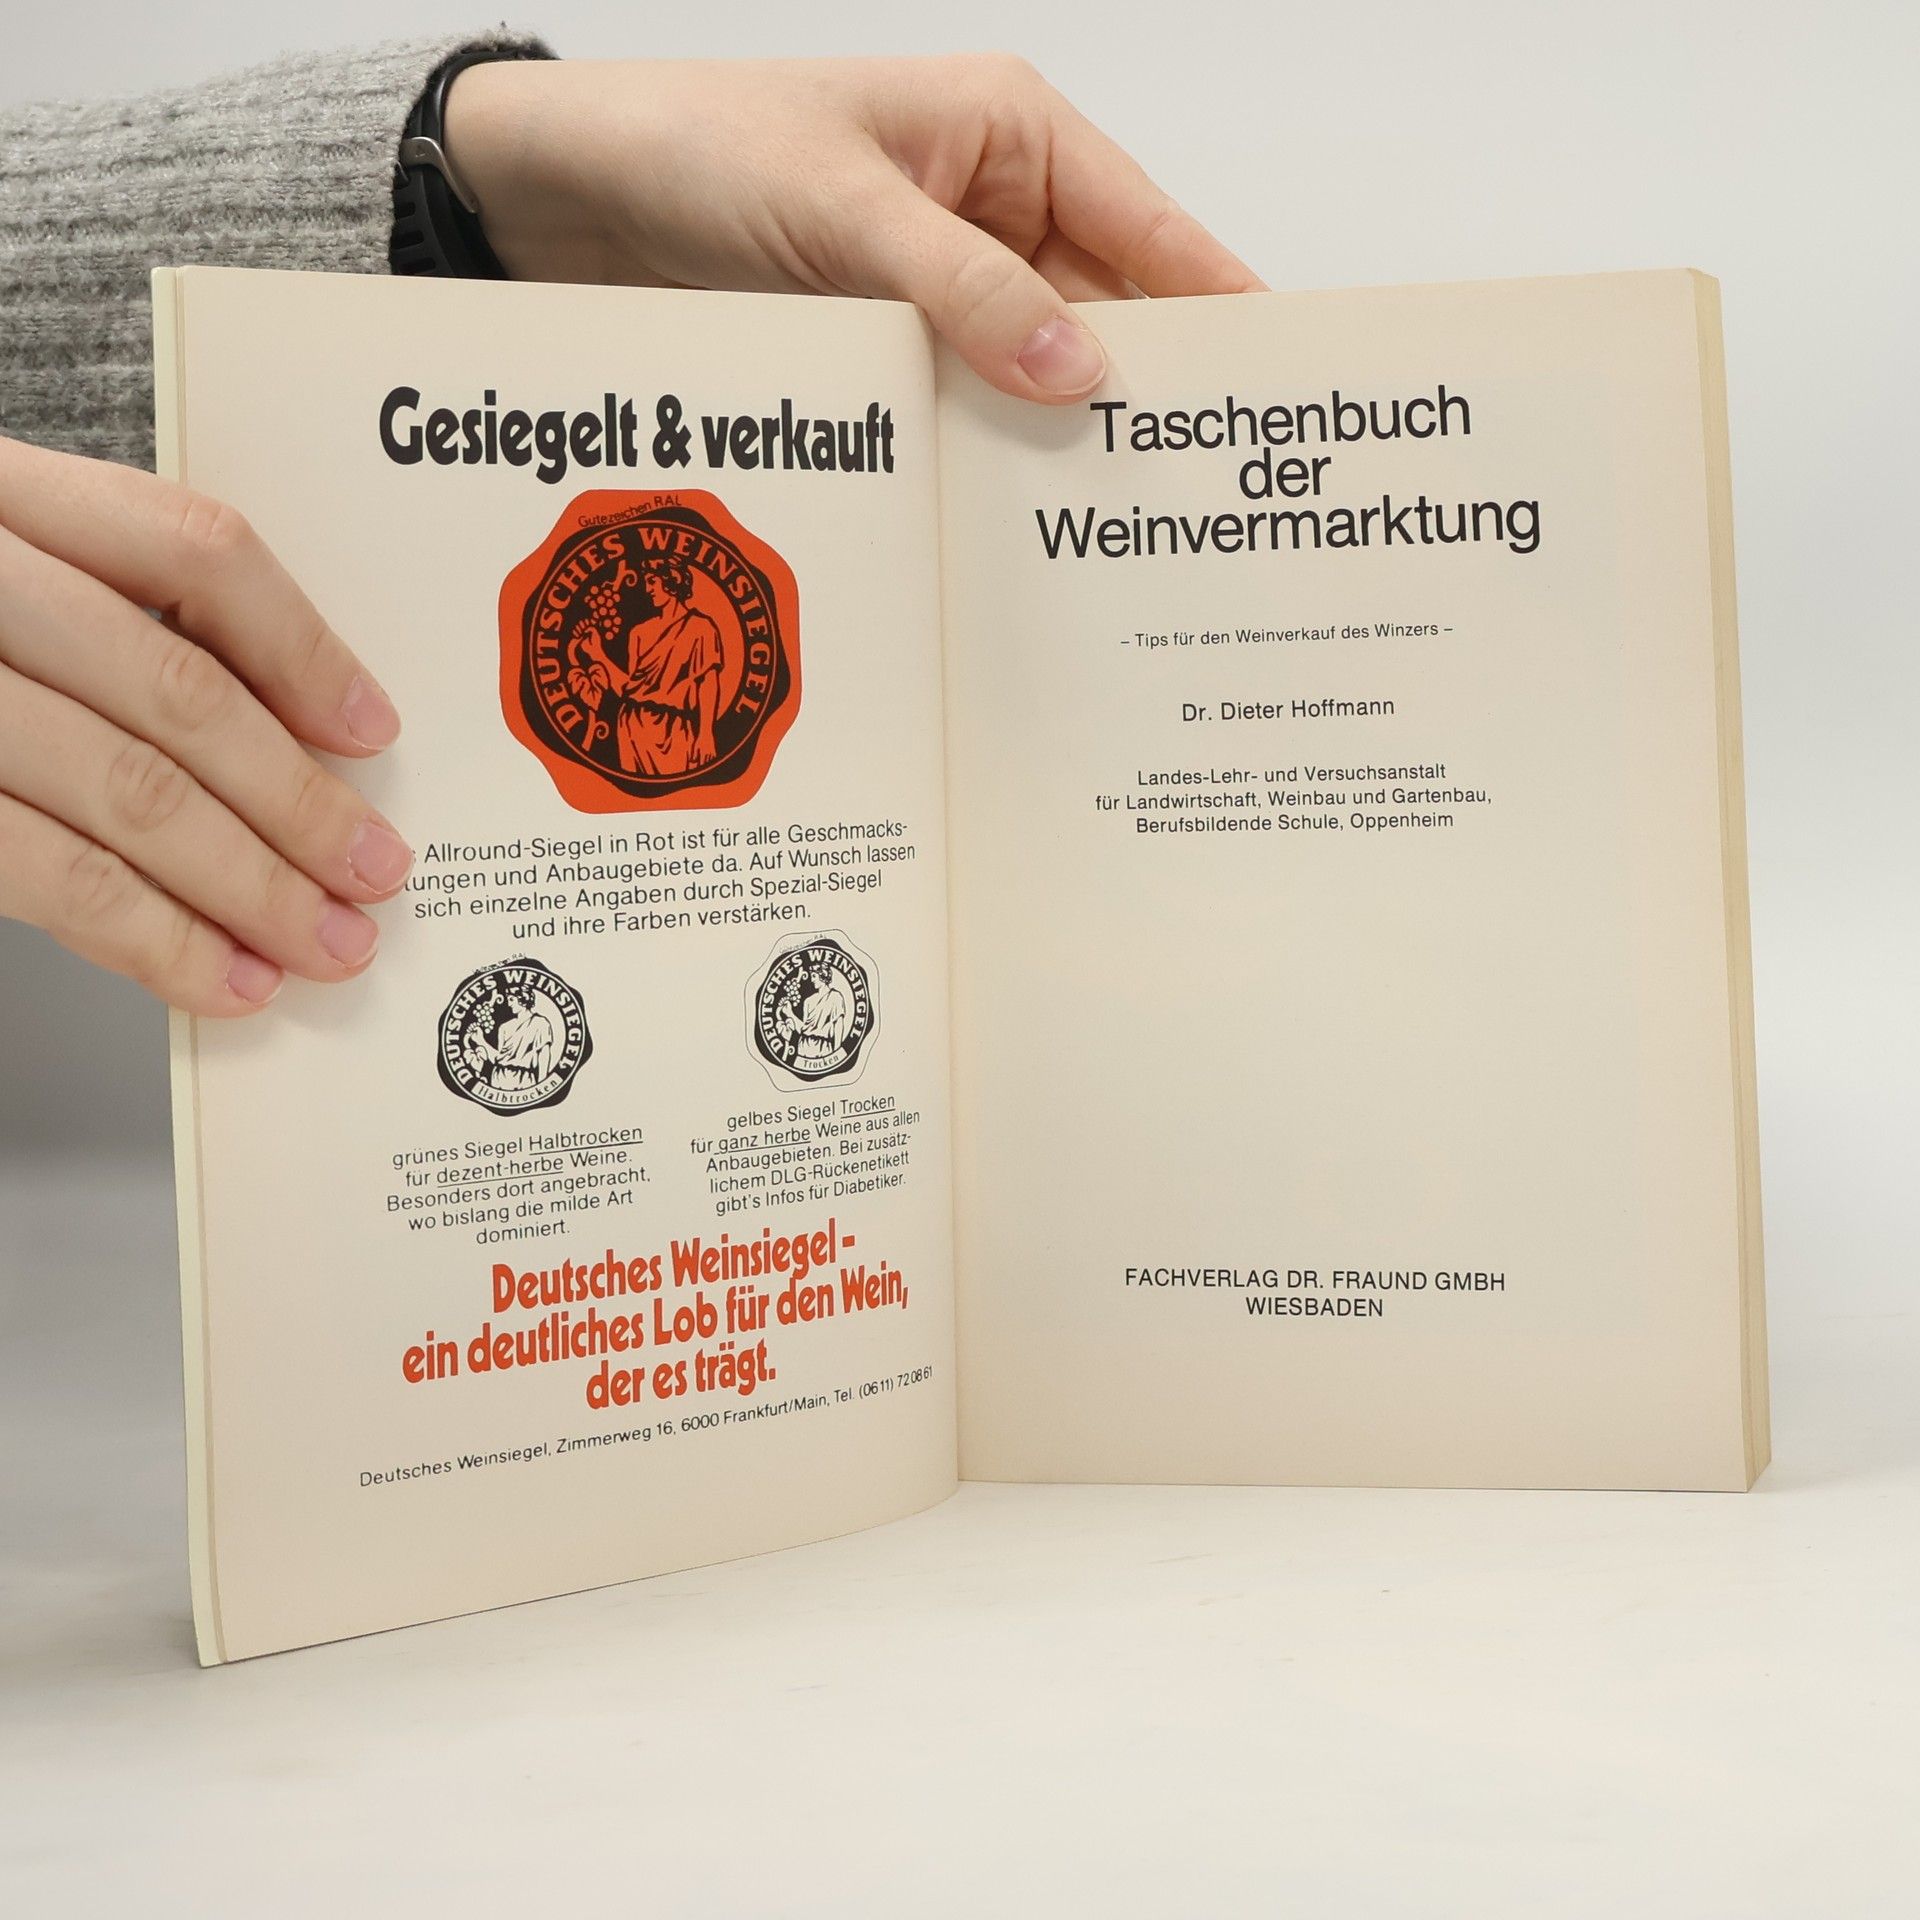 Gesiegelt & verkauft
Gutezeichen RAL
DEUTSCHES WEINSIEGEL
Allround-Siegel in Rot ist für alle Geschmacks-
und Anbaugebiete da. Auf Wunsch lassen
sich einzelne Angaben durch Spezial-Siegel
und ihre Farben verstärken.
DEUTSCHES WEINSIEGEL
Halbtrocken
grünes Siegel Halbtrocken
für dezent-herbe Weine.
Besonders dort angebracht,
wo bislang die milde Art
dominiert.
DEUTSCHES WEINSIEGEL
Trocken
gelbes Siegel Trocken
für ganz herbe Weine aus allen
Anbaugebieten. Bei zusätz-
lichem DLG-Rückenetikett
gibt's Infos für Diabetiker.
Deutsches Weinsiegel-
ein deutliches Lob für den Wein,
der es trägt.
Deutsches Weinsiegel, Zimmerweg 16, 6000 Frankfurt/Main, Tel. (0611) 720861
Taschenbuch
der
Weinvermarktung
– Tips für den Weinverkauf des Winzers –
Dr. Dieter Hoffmann
Landes-Lehr- und Versuchsanstalt
für Landwirtschaft, Weinbau und Gartenbau,
Berufsbildende Schule, Oppenheim
FACHVERLAG DR. FRAUND GMBH
WIESBADEN